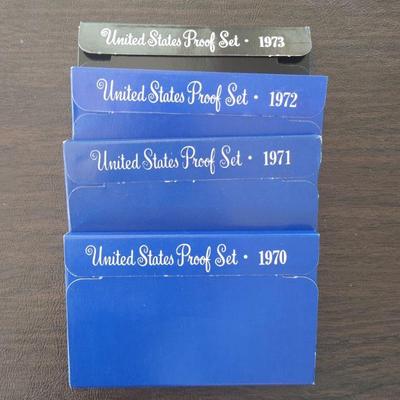 United States Proof Set • 1973
United States Proof Set • 1972
United States Proof Set • 1971
United States Proof Set • 1970